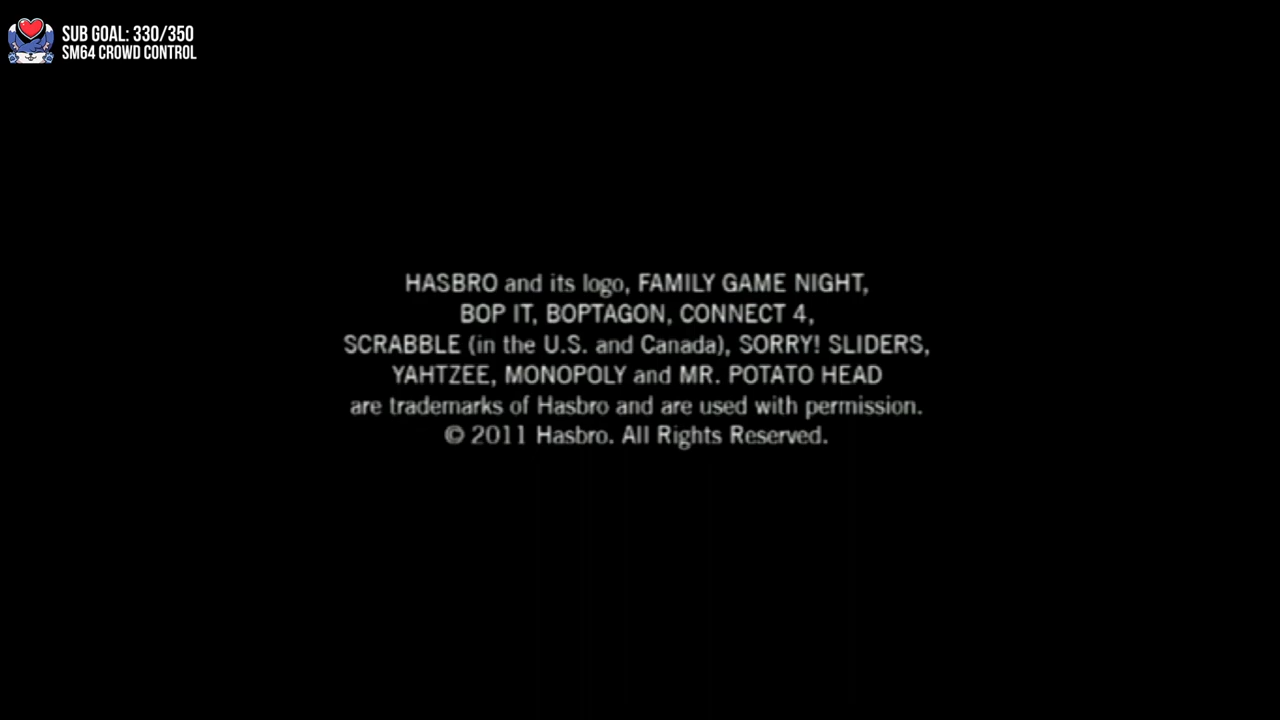 SUB GOAL: 330/350
SM64 CROWD CONTROL
HASBRO and its logo, FAMILY GAME NIGHT,
BOP IT, BOPTAGON, CONNECT 4,
SCRABBLE (in the U.S. and Canada), SORRY! SLIDERS,
YAHTZEE, MONOPOLY and MR. POTATO HEAD
are trademarks of Hasbro and are used with permission.
© 2011 Hasbro. All Rights Reserved.